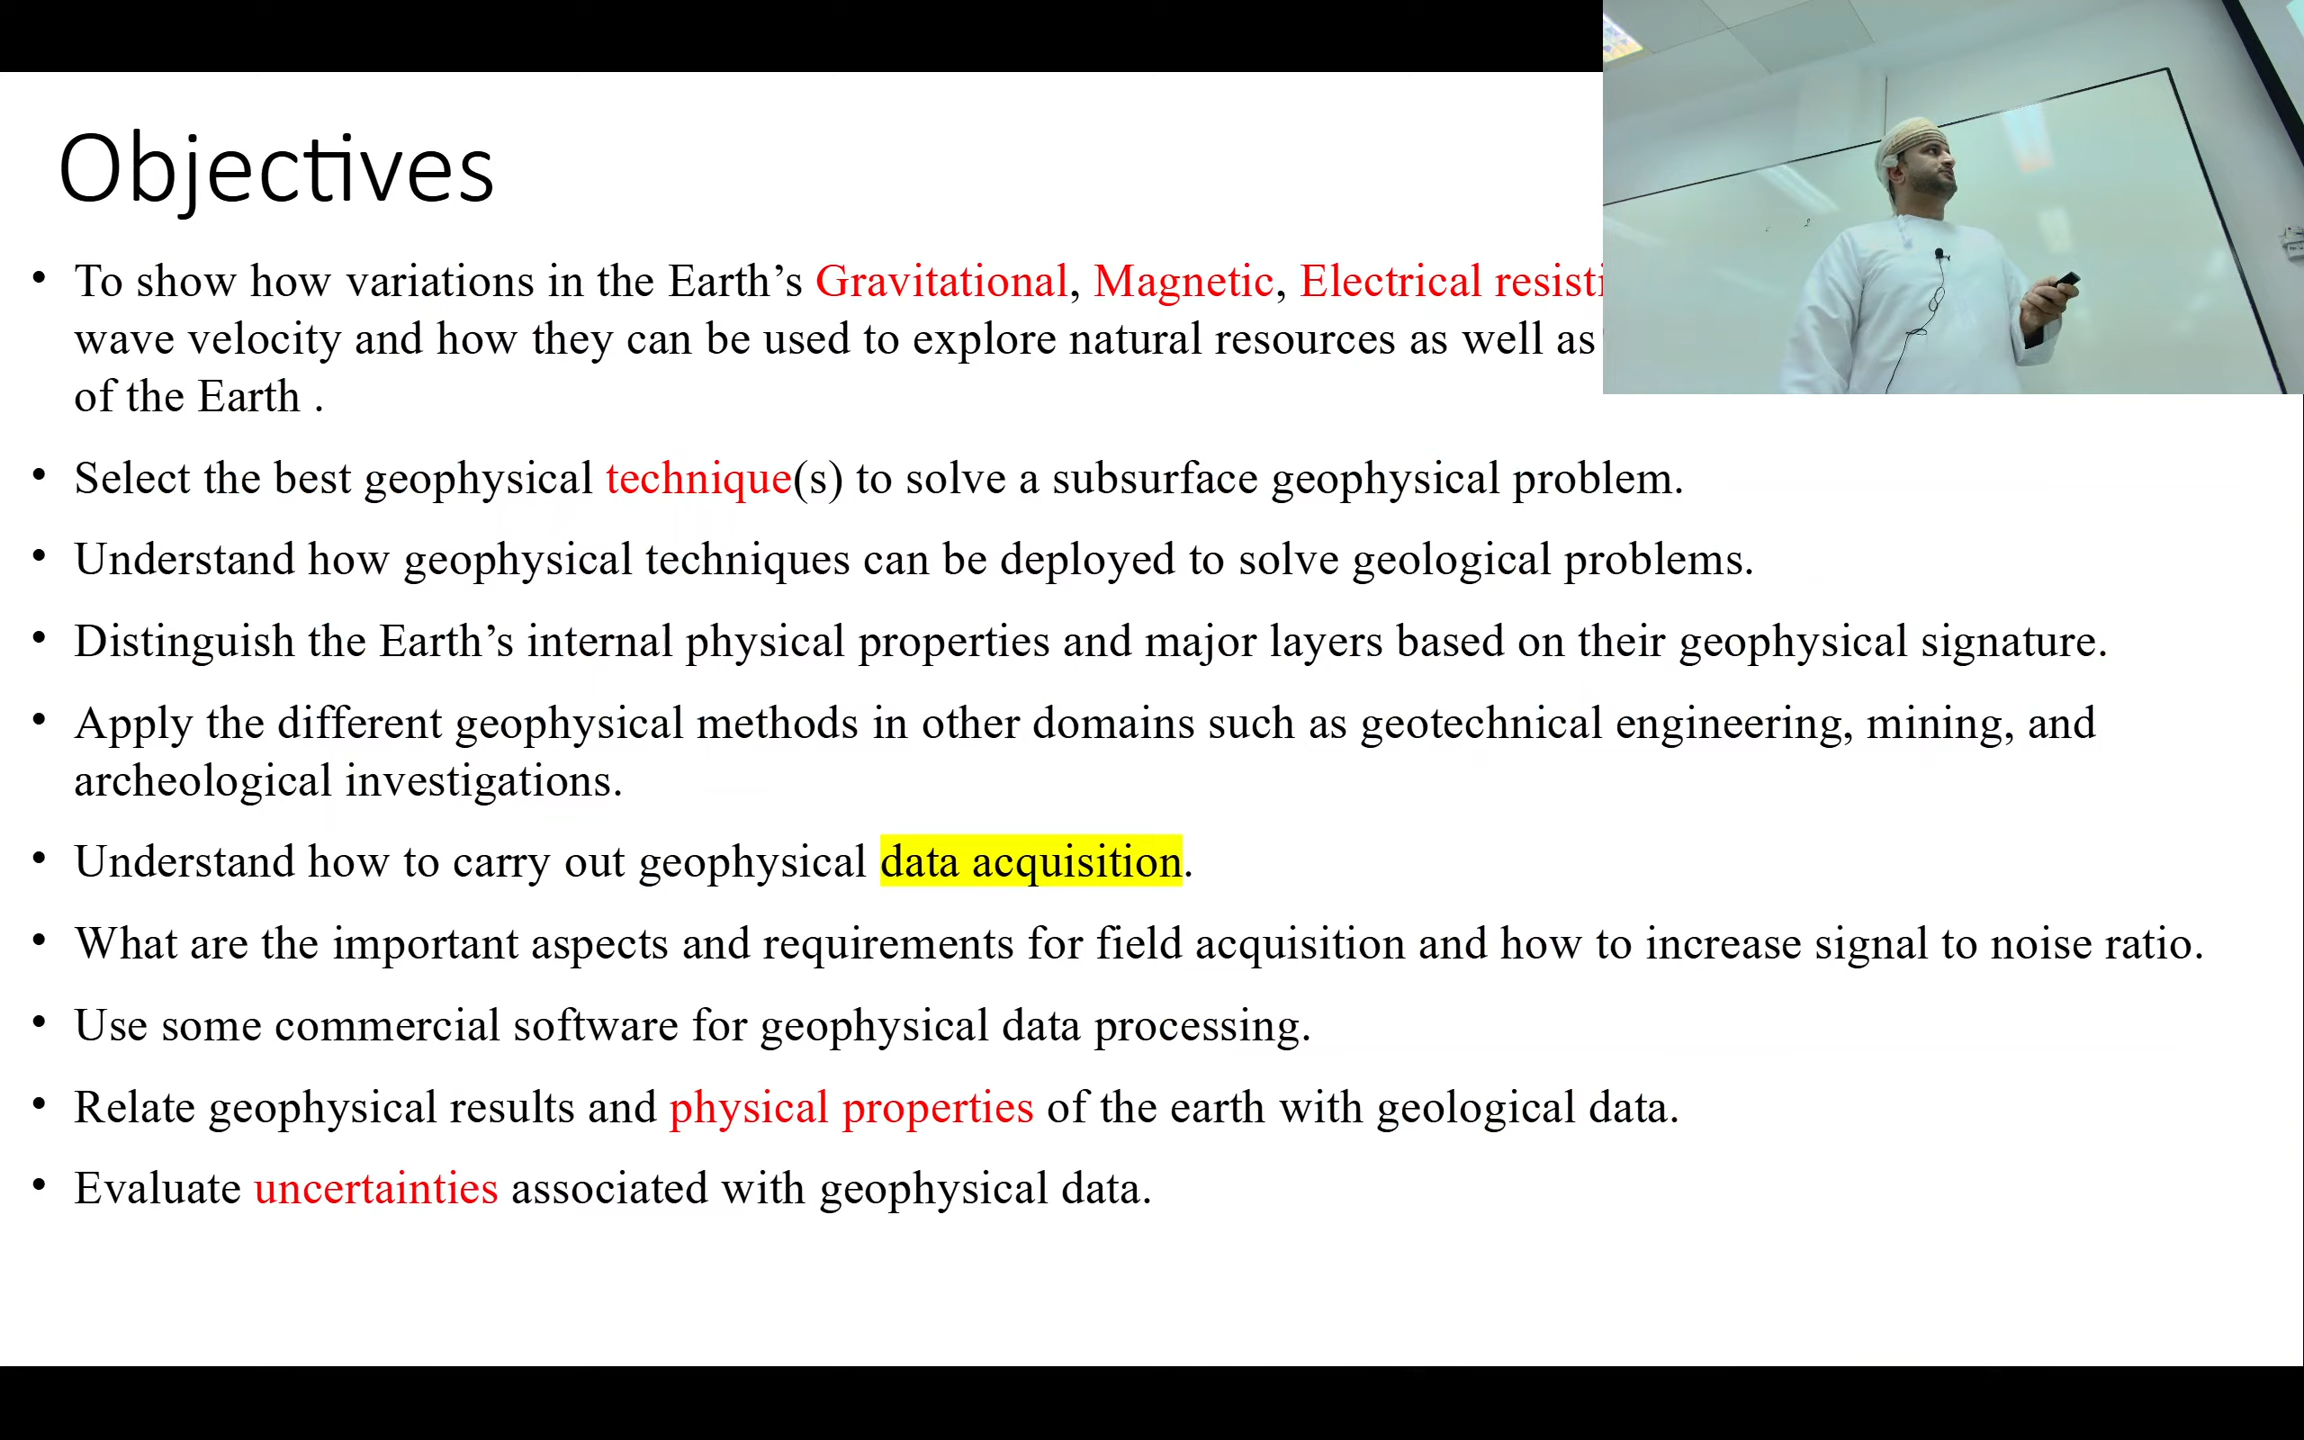 Objectives
• To show how variations in the Earth’s Gravitational, Magnetic, Electrical
wave velocity and how they can be used to explore natural resources as well as
of the Earth .
• Select the best geophysical technique(s) to solve a subsurface geophysical problem.
• Understand how geophysical techniques can be deployed to solve geological problems.
• Distinguish the Earth’s internal physical properties and major layers based on their geophysical signature.
• Apply the different geophysical methods in other domains such as geotechnical engineering, mining, and
archeological investigations.
• Understand how to carry out geophysical data acquisition.
• What are the important aspects and requirements for field acquisition and how to increase signal to noise ratio.
• Use some commercial software for geophysical data processing.
• Relate geophysical results and physical properties of the earth with geological data.
• Evaluate uncertainties associated with geophysical data.